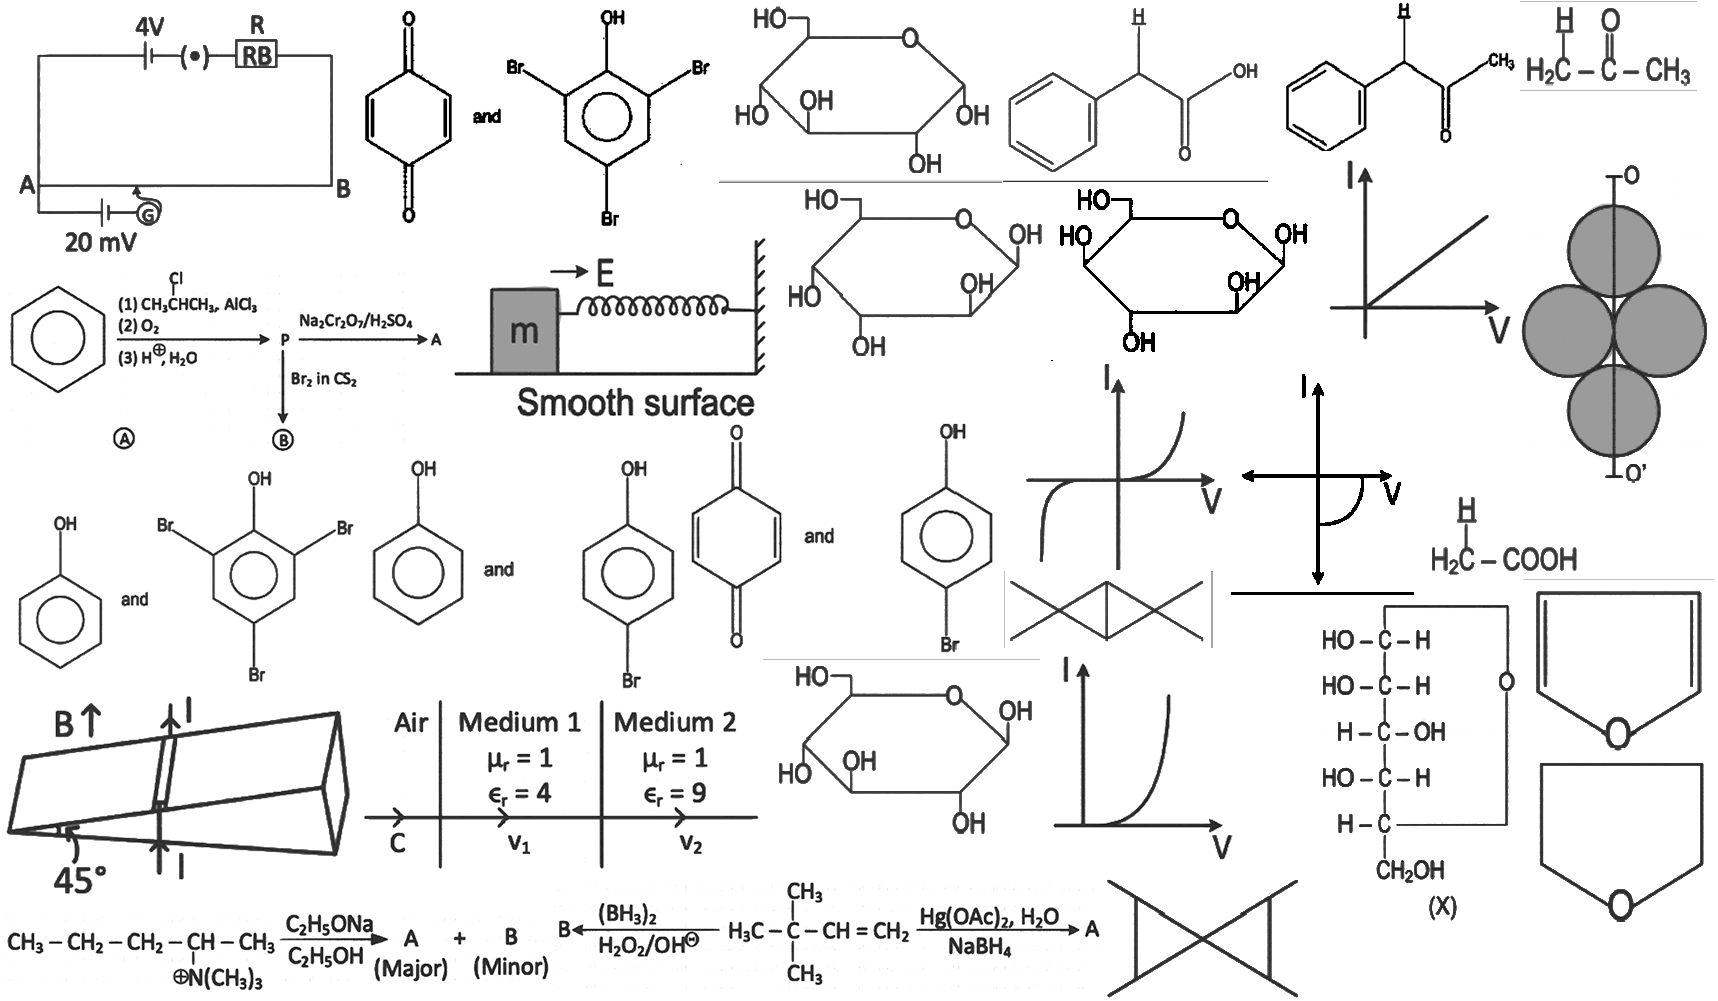 4V
R
(•) RB
A B
G
20 mV
O
O
and
OH
Br Br
Br
HO
O
OH
HO OH
OH
H
OH
O
H
CH₃
O
H O
H₂C – C – CH₃
HO
O
OH
OH
HO
OH
HO
O
HO OH
OH
OH
I
V
O
O'
Cl
(1) CH₃CHCH₃, AlCl₃
(2) O₂
(3) H⊕, H₂O
P
Na₂Cr₂O₇/H₂SO₄
A
Br₂ in CS₂
Ⓐ Ⓑ
E
m
Smooth surface
I
V
I
V
H
H₂C – COOH
OH
and
OH
Br Br
Br
OH
and
OH
Br
O
O
and
OH
Br
HO
O
OH
OH
HO
OH
I
V
HO – C – H
HO – C – H
O
H – C – OH
HO – C – H
H – C
CH₂OH
(X)
O
O
B ↑ I
45° I
Air Medium 1 Medium 2
μᵣ = 1 μᵣ = 1
ϵᵣ = 4 ϵᵣ = 9
C v₁ v₂
C₂H₅ONa
CH₃ – CH₂ – CH₂ – CH – CH₃ A + B
C₂H₅OH
(Major) (Minor)
⊕N(CH₃)₃
CH₃
(BH₃)₂ Hg(OAc)₂, H₂O
B H₃C – C – CH = CH₂ A
H₂O₂/OH⊖ NaBH₄
CH₃